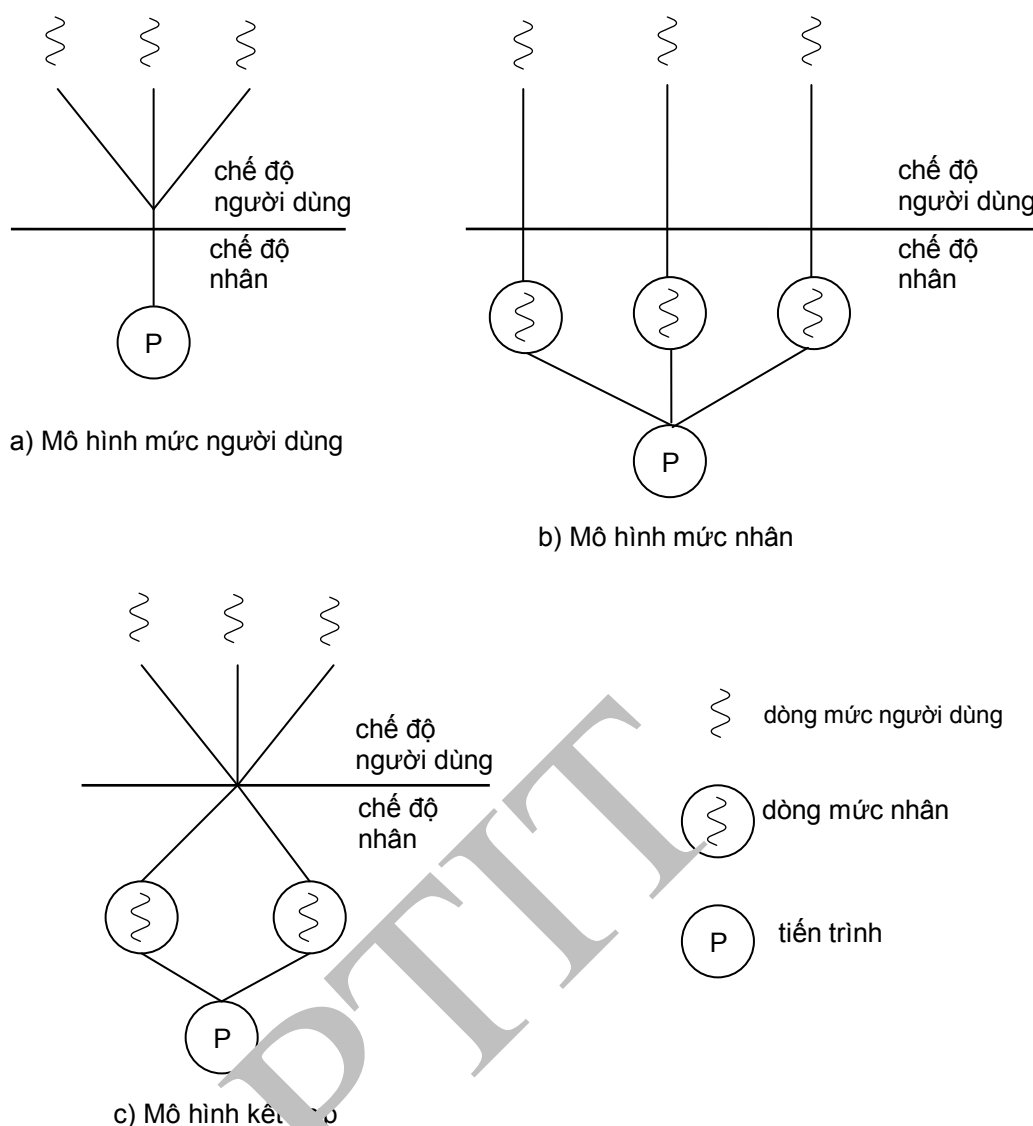 chế độ
người dùng
chế độ
nhân
P
a) Mô hình mức người dùng
chế độ
người dùng
chế độ
nhân
P
b) Mô hình mức nhân
chế độ
người dùng
chế độ
nhân
P
c) Mô hình kết
dòng mức người dùng
dòng mức nhân
P
tiến trình
PTIT